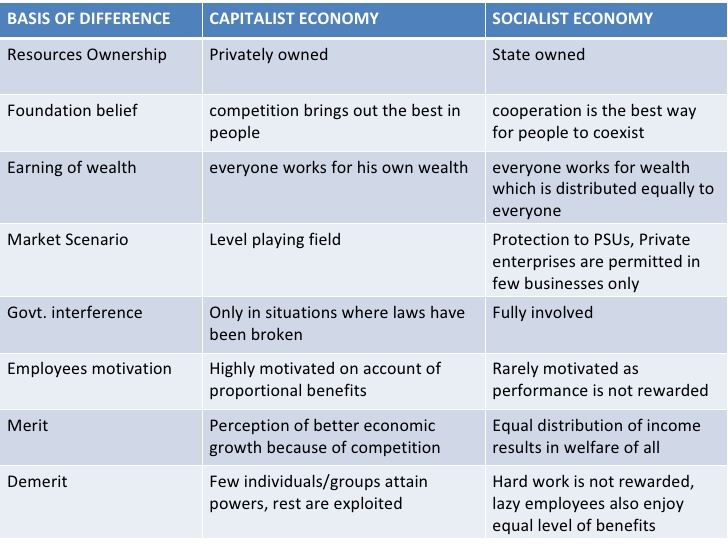 BASIS OF DIFFERENCE CAPITALIST ECONOMY SOCIALIST ECONOMY
Resources Ownership Privately owned State owned
Foundation belief competition brings out the best in cooperation is the best way
people for people to coexist
Earning of wealth everyone works for his own wealth everyone works for wealth
which is distributed equally to
everyone
Market Scenario Level playing field Protection to PSUs, Private
enterprises are permitted in
few businesses only
Govt. interference Only in situations where laws have Fully involved
been broken
Employees motivation Highly motivated on account of Rarely motivated as
proportional benefits performance is not rewarded
Merit Perception of better economic Equal distribution of income
growth because of competition results in welfare of all
Demerit Few individuals/groups attain Hard work is not rewarded,
powers, rest are exploited lazy employees also enjoy
equal level of benefits